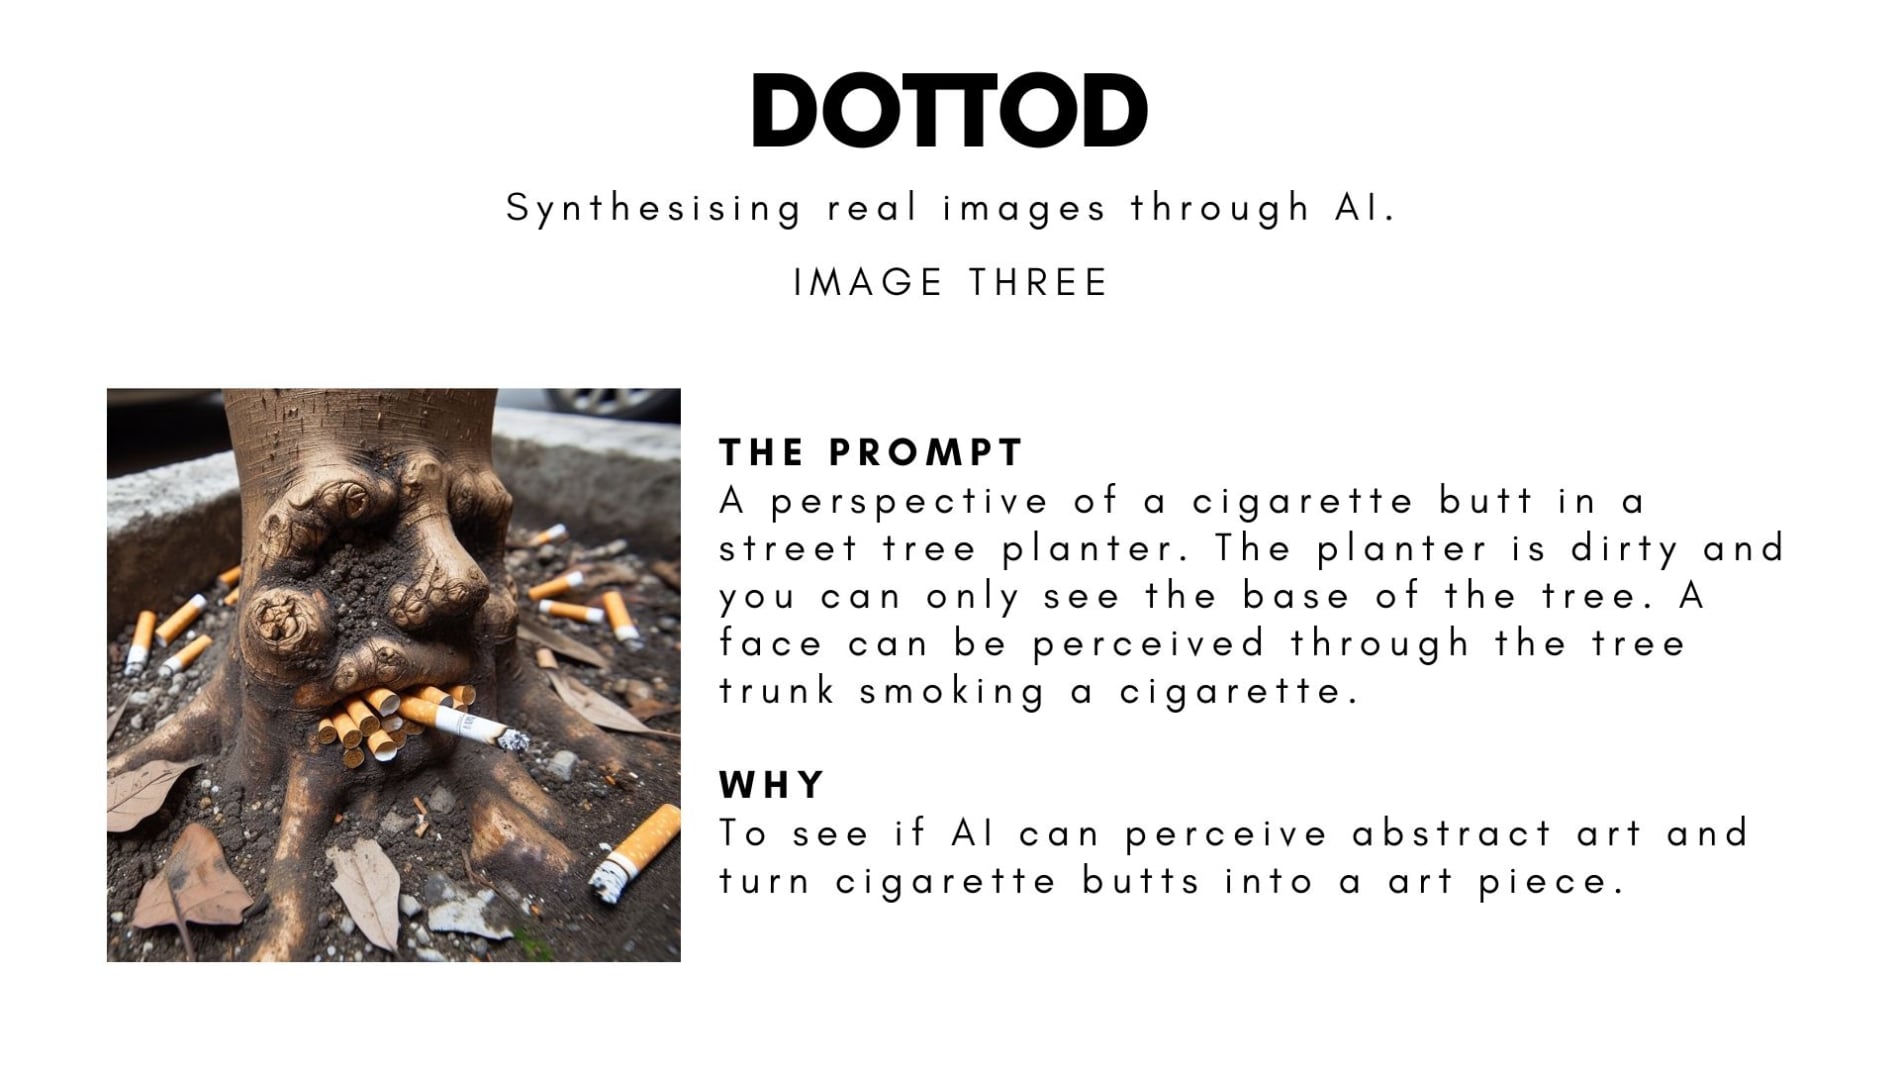 DOTTOD
Synthesising real images through AI.
IMAGE THREE
THE PROMPT
A perspective of a cigarette butt in a
street tree planter. The planter is dirty and
you can only see the base of the tree. A
face can be perceived through the tree
trunk smoking a cigarette.
WHY
To see if AI can perceive abstract art and
turn cigarette butts into a art piece.